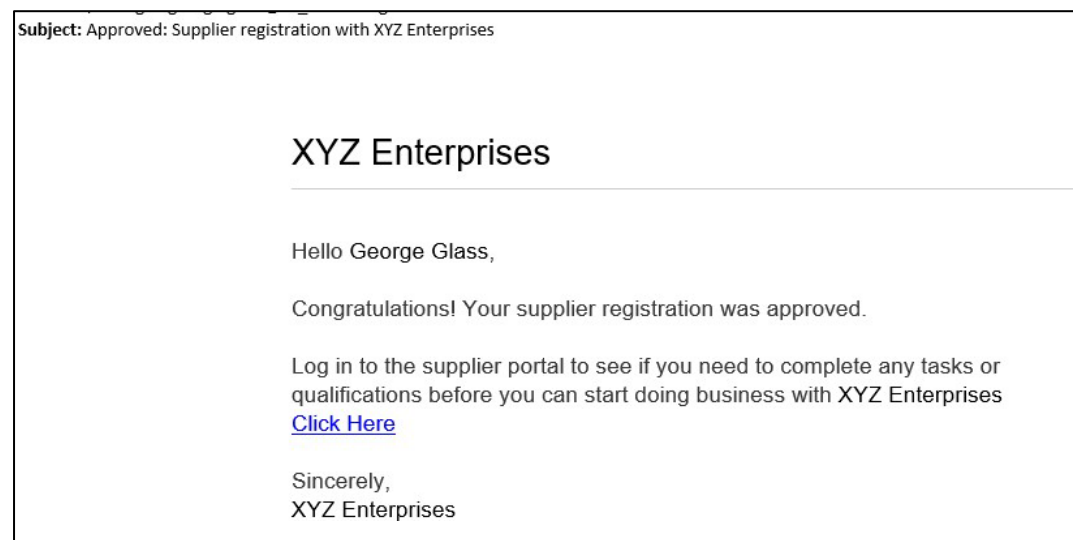 Subject: Approved: Supplier registration with XYZ Enterprises
XYZ Enterprises
Hello George Glass,
Congratulations! Your supplier registration was approved.
Log in to the supplier portal to see if you need to complete any tasks or
qualifications before you can start doing business with XYZ Enterprises
Click Here
Sincerely,
XYZ Enterprises